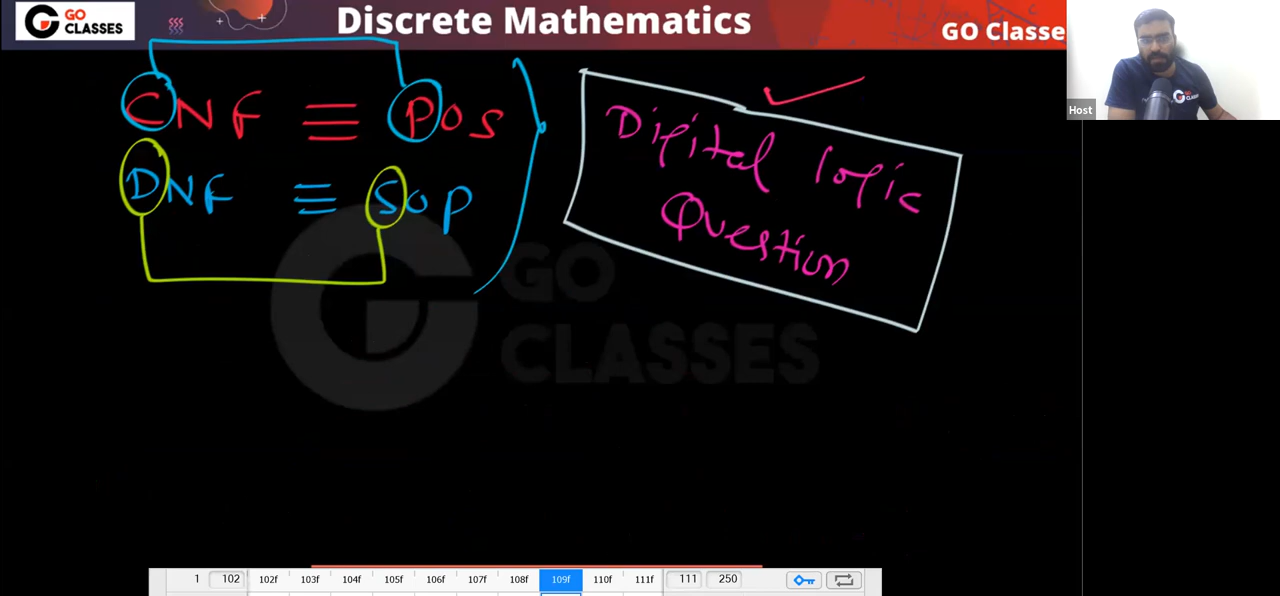 GO CLASSES
Discrete Mathematics
GO Classe
Host
CNF ≡ POS
DNF ≡ SOP
Digital Logic
Question
GO
CLASSES
1 102 102f 103f 104f 105f 106f 107f 108f 109f 110f 111f 111 250